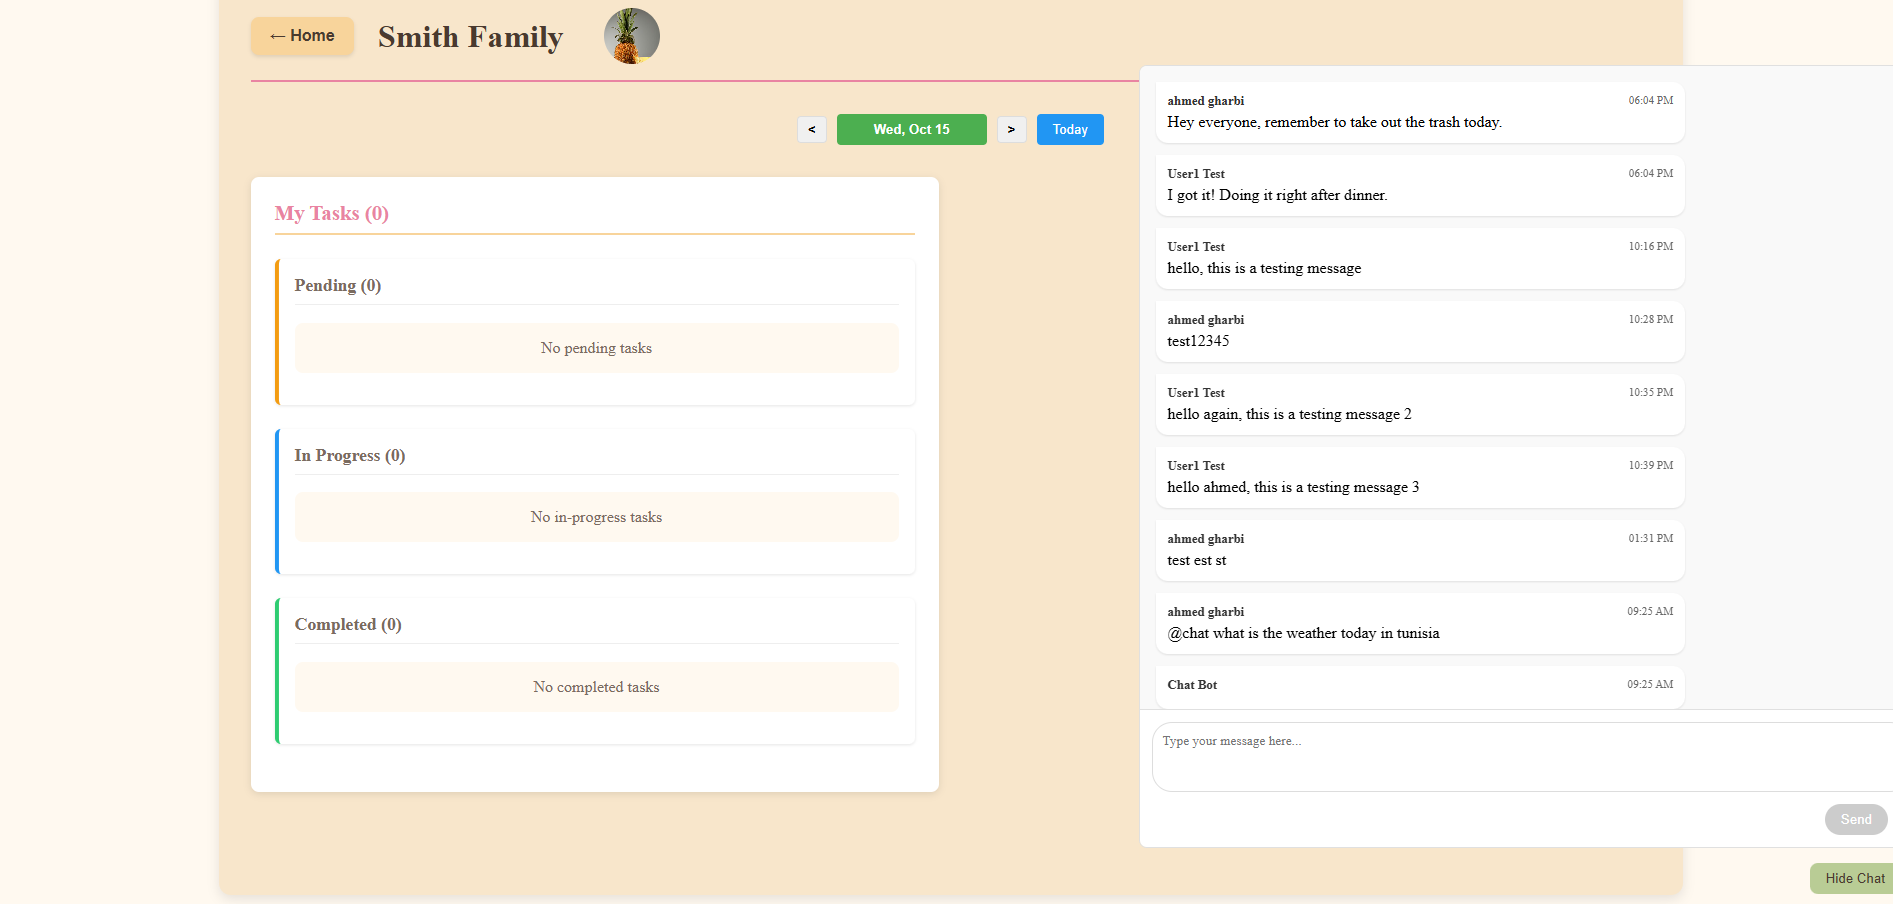 ← Home
Smith Family
< Wed, Oct 15 > Today
My Tasks (0)
Pending (0)
No pending tasks
In Progress (0)
No in-progress tasks
Completed (0)
No completed tasks
ahmed gharbi 06:04 PM
Hey everyone, remember to take out the trash today.
User1 Test 06:04 PM
I got it! Doing it right after dinner.
User1 Test 10:16 PM
hello, this is a testing message
ahmed gharbi 10:28 PM
test12345
User1 Test 10:35 PM
hello again, this is a testing message 2
User1 Test 10:39 PM
hello ahmed, this is a testing message 3
ahmed gharbi 01:31 PM
test est st
ahmed gharbi 09:25 AM
@chat what is the weather today in tunisia
Chat Bot 09:25 AM
Type your message here...
Send
Hide Chat